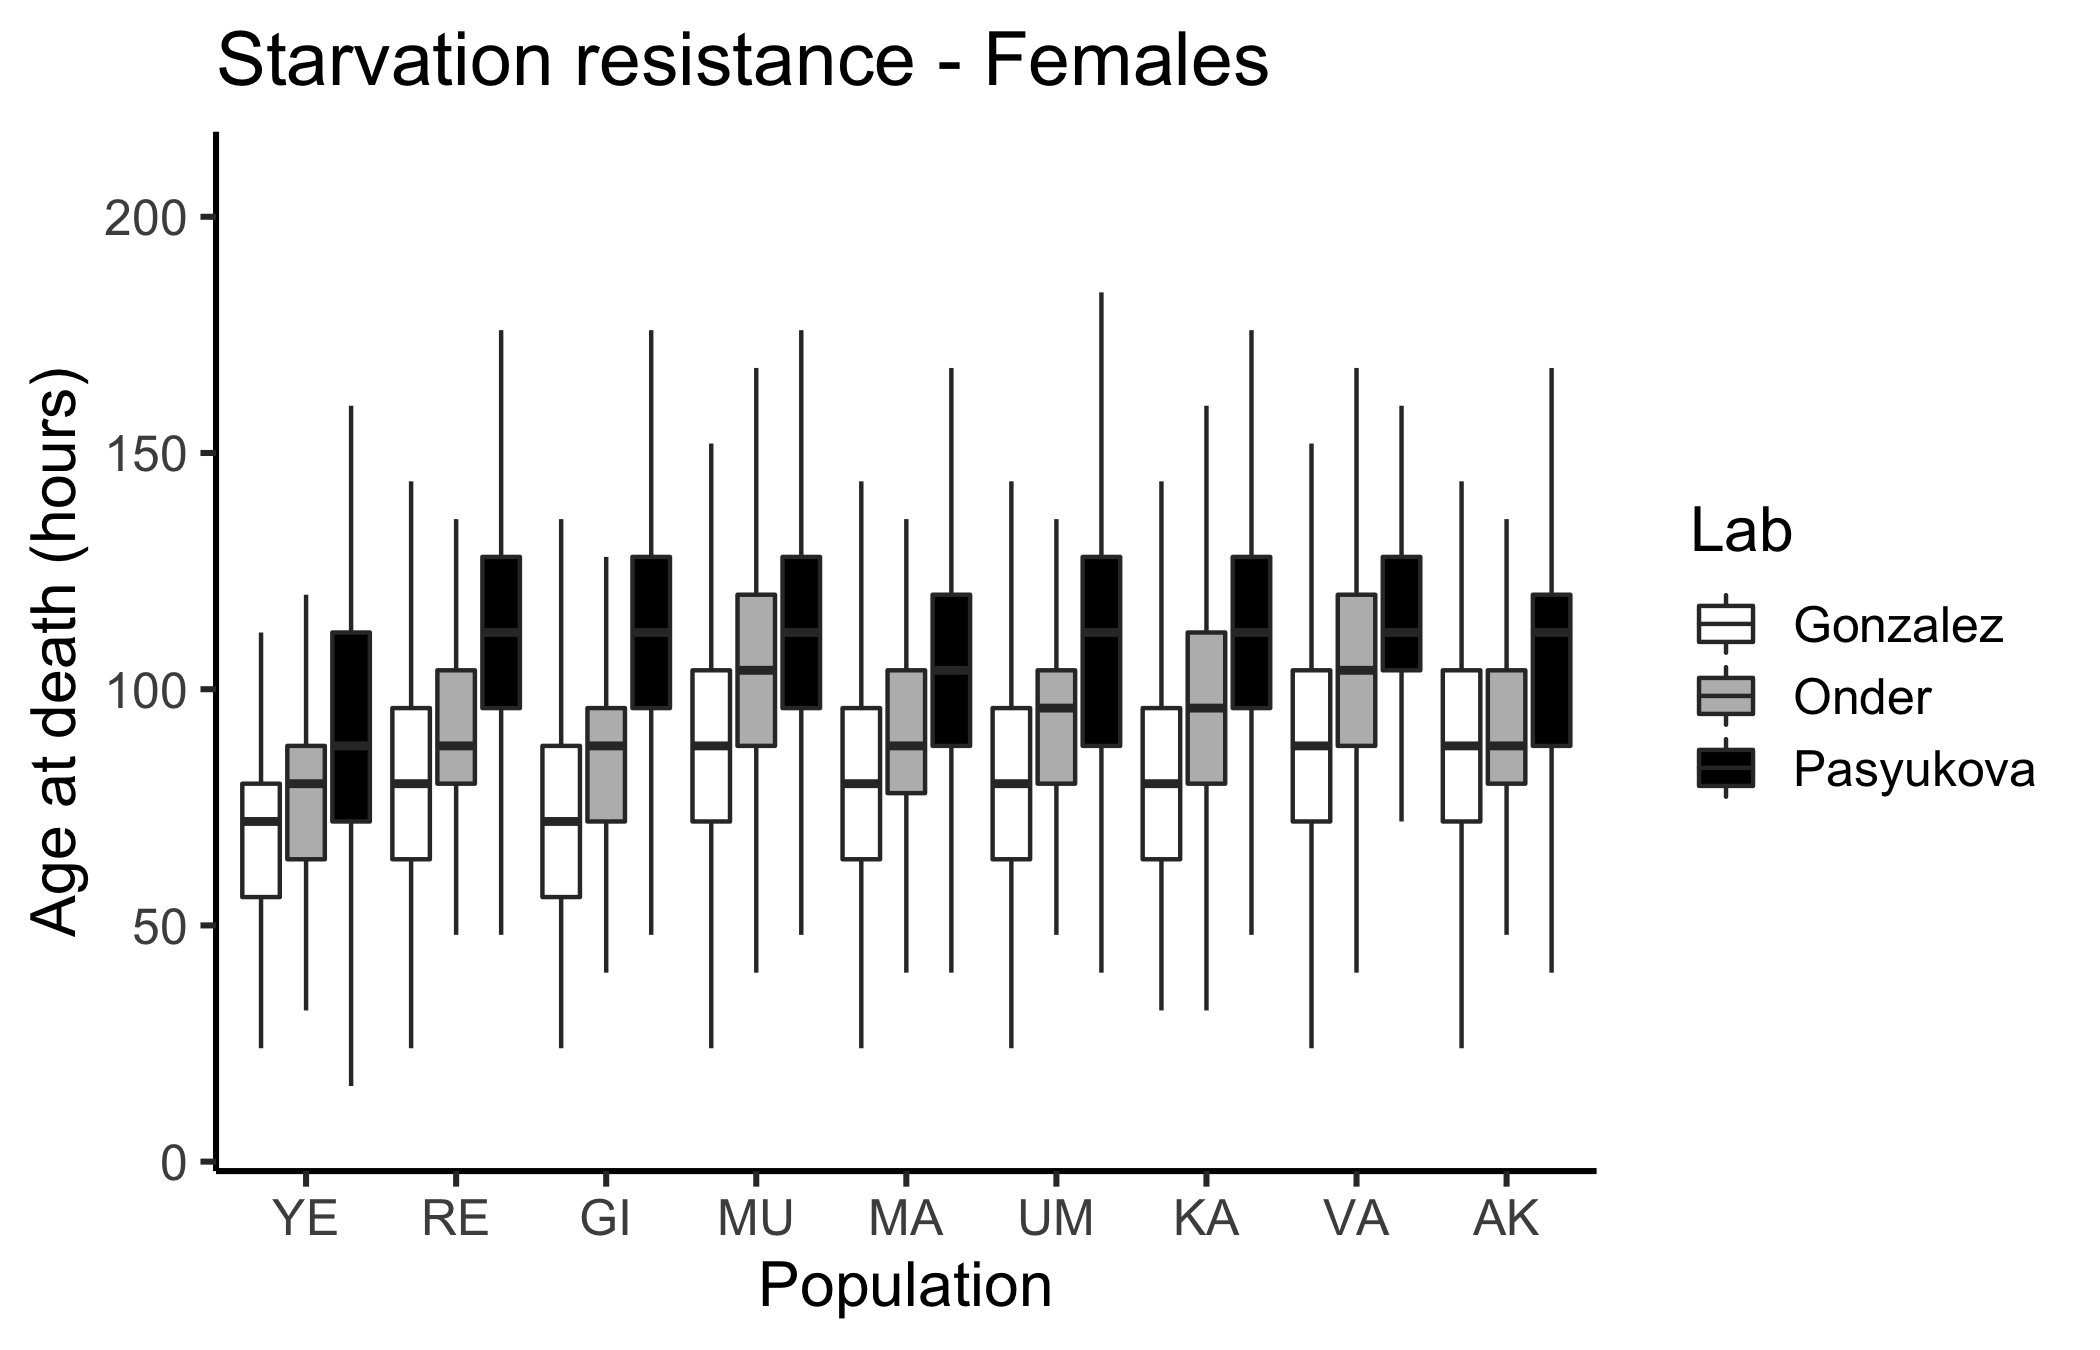 Starvation resistance - Females
Age at death (hours)
200
150
100
50
0
YE RE GI MU MA UM KA VA AK
Population
Lab
Gonzalez
Onder
Pasyukova